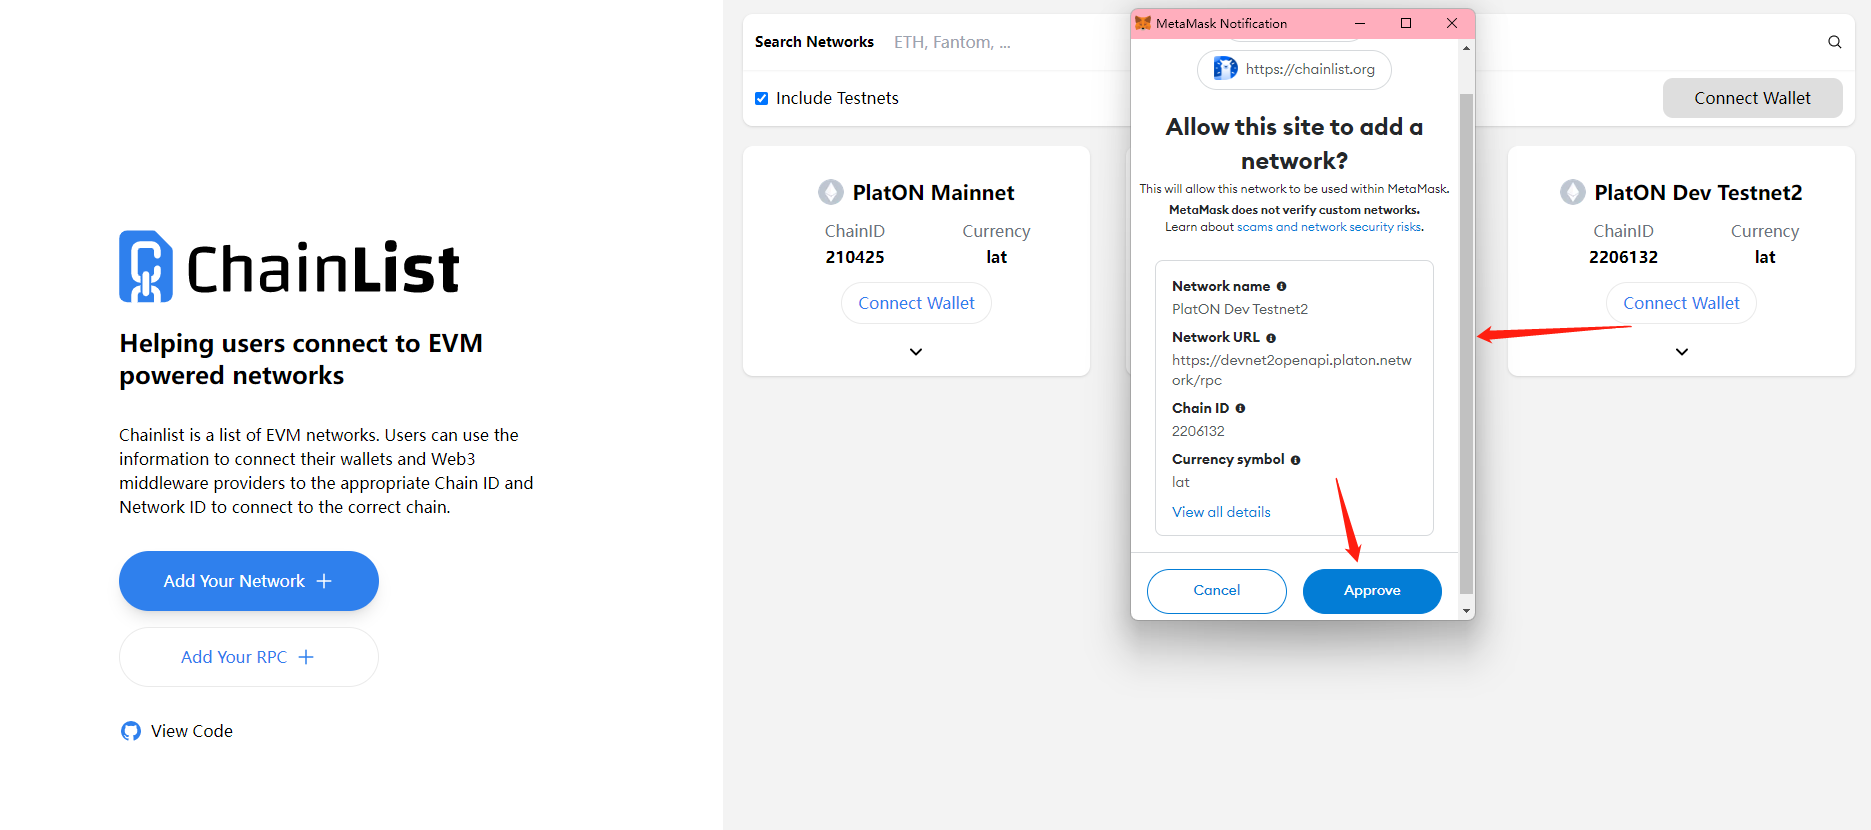 ChainList
Helping users connect to EVM
powered networks
Chainlist is a list of EVM networks. Users can use the
information to connect their wallets and Web3
middleware providers to the appropriate Chain ID and
Network ID to connect to the correct chain.
Add Your Network +
Add Your RPC +
View Code
Search Networks ETH, Fantom, ...
Include Testnets
Connect Wallet
PlatON Mainnet
ChainID Currency
210425 lat
Connect Wallet
MetaMask Notification
https://chainlist.org
Allow this site to add a
network?
This will allow this network to be used within MetaMask.
MetaMask does not verify custom networks.
Learn about scams and network security risks.
Network name
PlatON Dev Testnet2
Network URL
https://devnet2openapi.platon.netw
ork/rpc
Chain ID
2206132
Currency symbol
lat
View all details
Cancel Approve
PlatON Dev Testnet2
ChainID Currency
2206132 lat
Connect Wallet